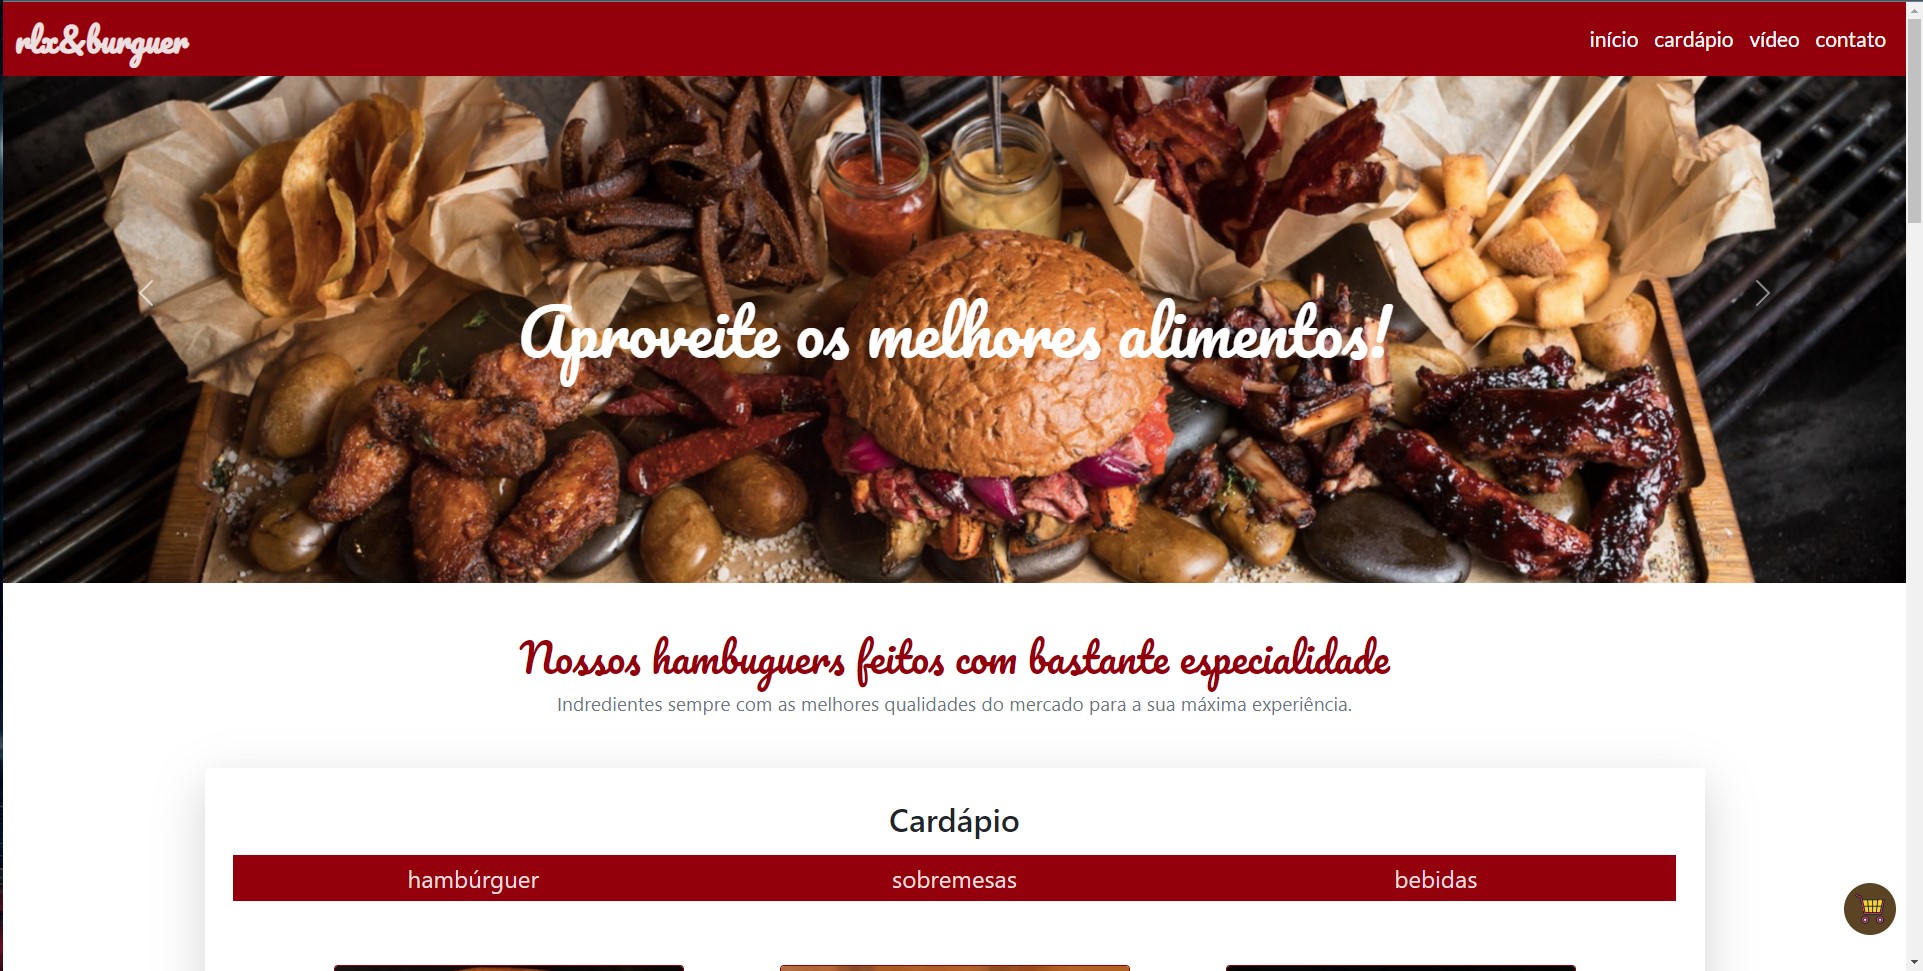 rlx&burguer
início cardápio vídeo contato
Aproveite os melhores alimentos!
Nossos hambuguers feitos com bastante especialidade
Indredientes sempre com as melhores qualidades do mercado para a sua máxima experiência.
Cardápio
hambúrguer sobremesas bebidas